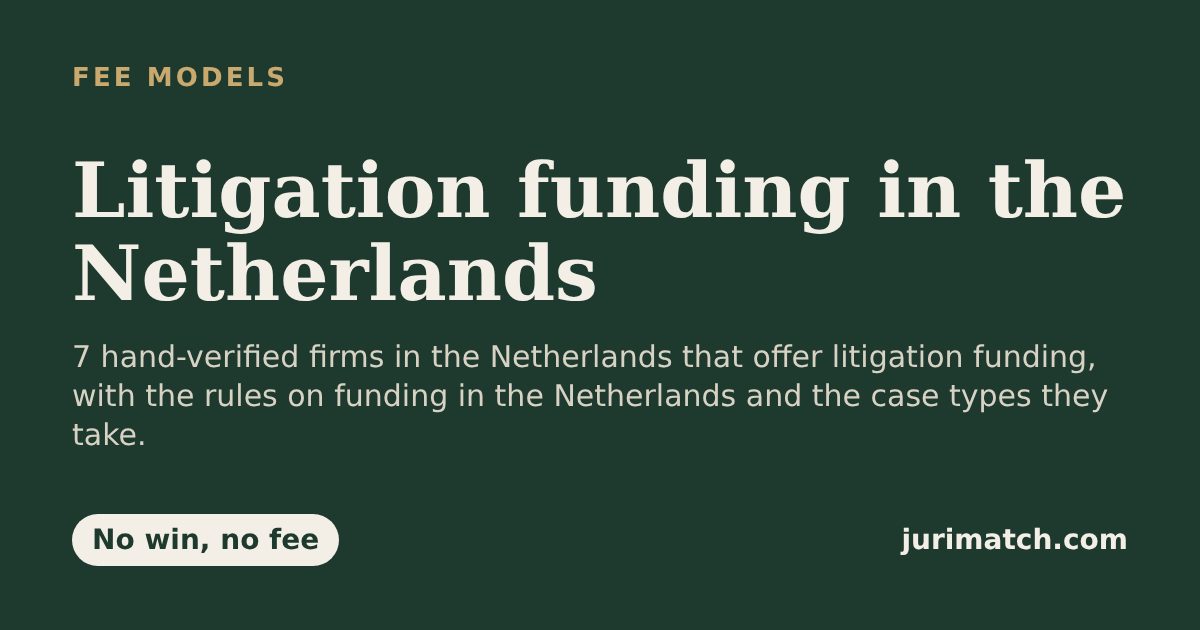 FEE MODELS
Litigation funding in the
Netherlands
7 hand-verified firms in the Netherlands that offer litigation funding,
with the rules on funding in the Netherlands and the case types they
take.
No win, no fee
jurimatch.com